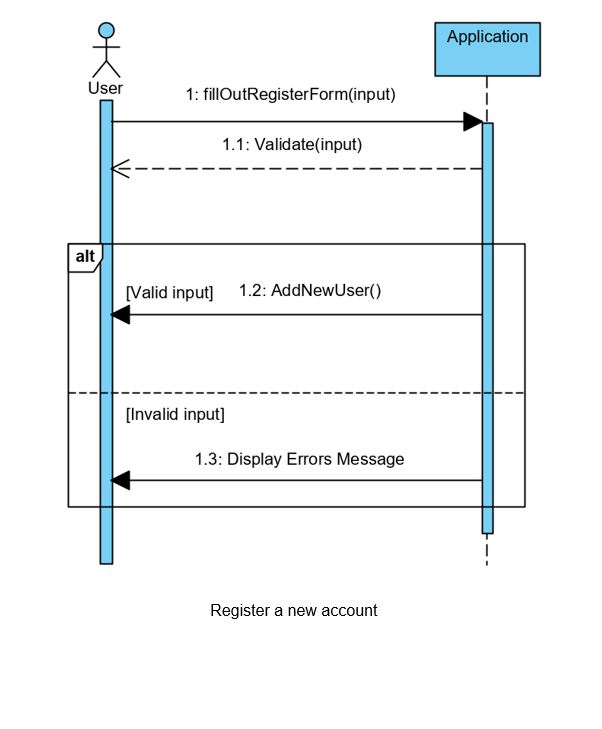 User
Application
1: fillOutRegisterForm(input)
1.1: Validate(input)
alt
[Valid input]
1.2: AddNewUser()
[Invalid input]
1.3: Display Errors Message
Register a new account